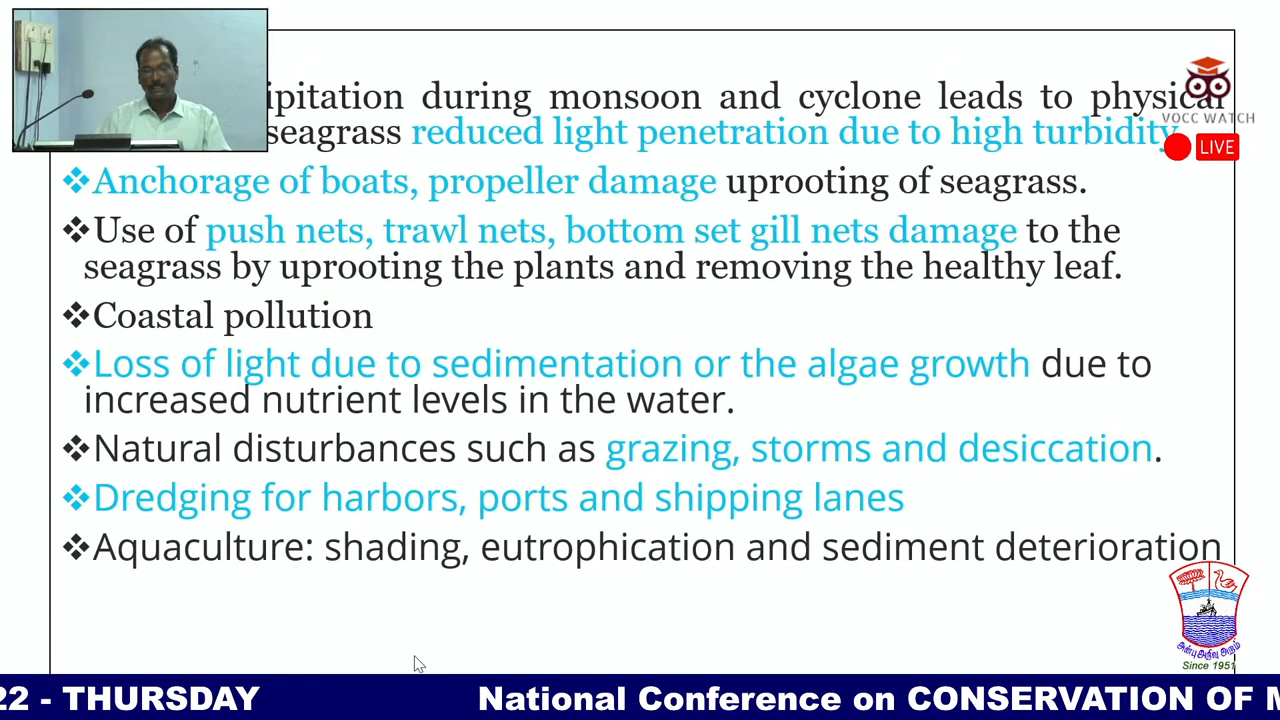 ipitation during monsoon and cyclone leads to physical
VOCC WATCH
seagrass reduced light penetration due to high turbidity
LIVE
❖Anchorage of boats, propeller damage uprooting of seagrass.
❖Use of push nets, trawl nets, bottom set gill nets damage to the
seagrass by uprooting the plants and removing the healthy leaf.
❖Coastal pollution
❖Loss of light due to sedimentation or the algae growth due to
increased nutrient levels in the water.
❖Natural disturbances such as grazing, storms and desiccation.
❖Dredging for harbors, ports and shipping lanes
❖Aquaculture: shading, eutrophication and sediment deterioration
அன்பு அறிவு அறம்
Since 1951
22 - THURSDAY National Conference on CONSERVATION OF M